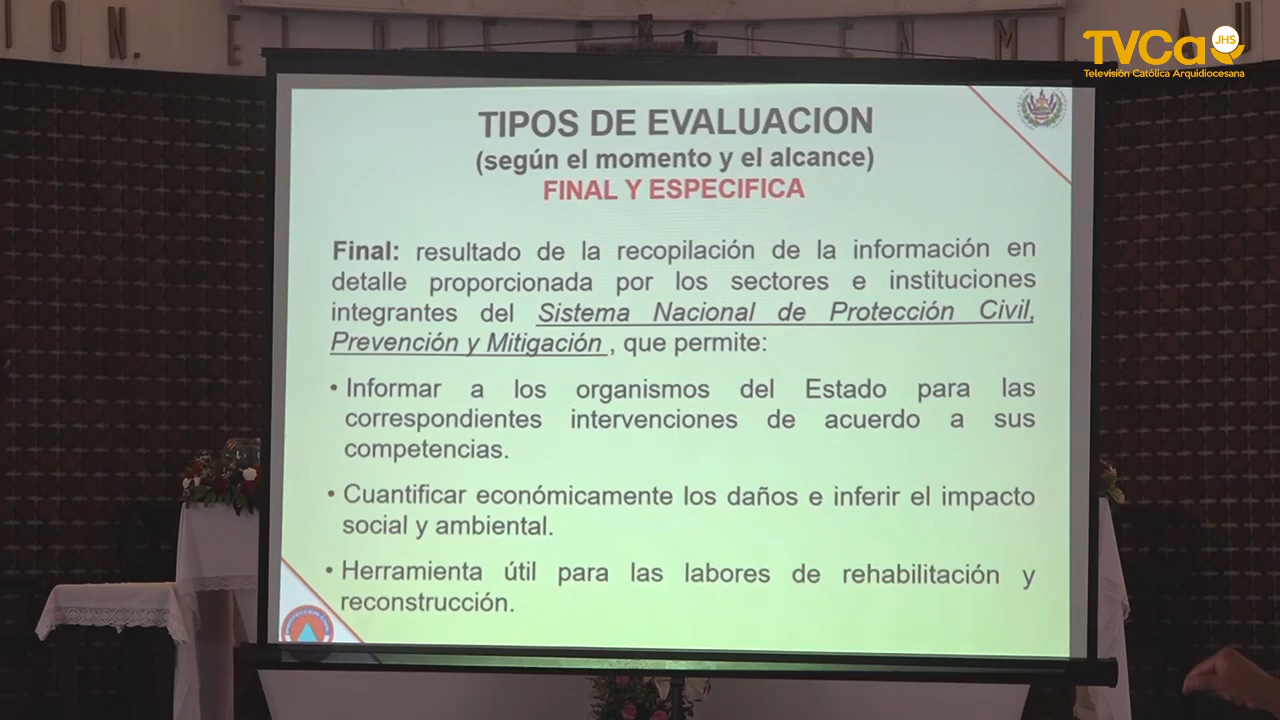 TVCa
JHS
Televisión Católica Arquidiocesana
TIPOS DE EVALUACION
(según el momento y el alcance)
FINAL Y ESPECIFICA
Final: resultado de la recopilación de la información en
detalle proporcionada por los sectores e instituciones
integrantes del Sistema Nacional de Protección Civil,
Prevención y Mitigación , que permite:
• Informar a los organismos del Estado para las
correspondientes intervenciones de acuerdo a sus
competencias.
• Cuantificar económicamente los daños e inferir el impacto
social y ambiental.
• Herramienta útil para las labores de rehabilitación y
reconstrucción.